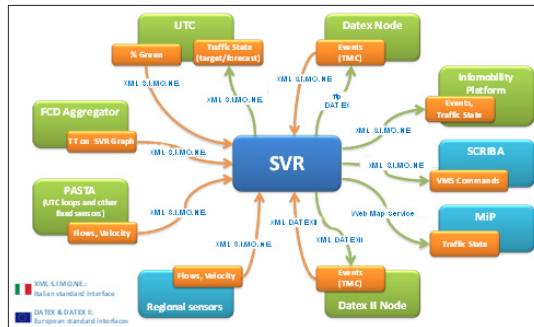 UTC
% Green
Traffic State
(target/forecast)
Datex Node
Events
(TMC)
Infomobility
Platform
Events,
Traffic State
FCD Aggregator
TT on SVR Graph
XML S.I.MO.NE.
XML S.I.MO.NE.
XML S.I.MO.NE.
ftp
DATEX
XML S.I.MO.NE.
XML S.I.MO.NE.
SVR
SCRIBA
VMS Commands
XML S.I.MO.NE.
PASTA
(UTC loops and other
fixed sensors)
Flows, Velocity
XML S.I.MO.NE.
Web Map Service
MiP
Traffic State
XML S.I.MO.NE.
XML DATEXII
XML DATEXII
Flows, Velocity
Regional sensors
Events
(TMC)
Datex II Node
XML S.I.MO.NE.:
Italian standard interface
DATEX & DATEX II:
European standard interfaces